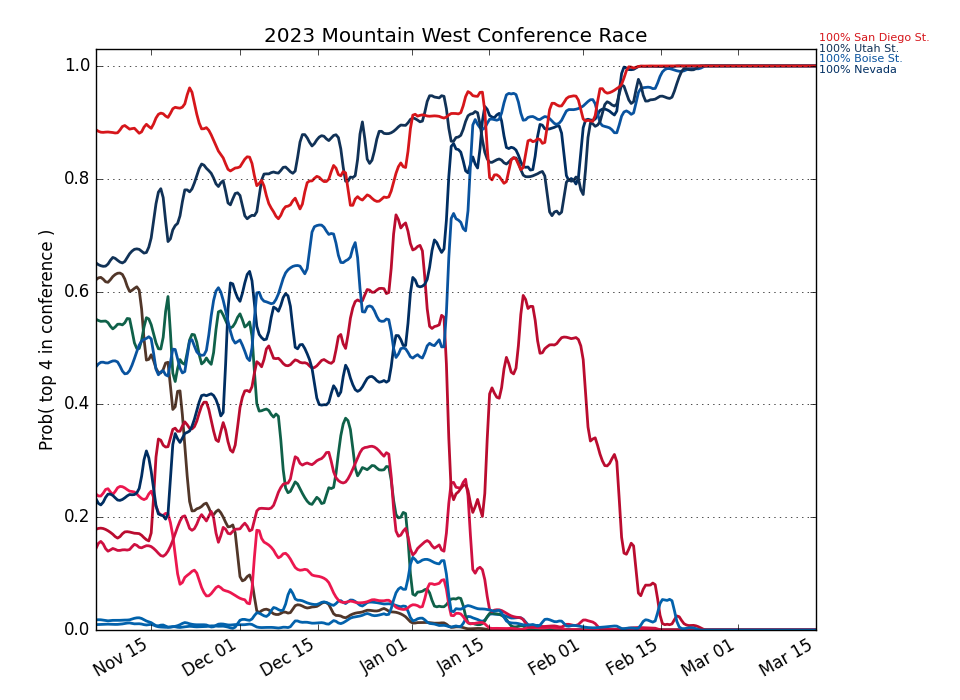 2023 Mountain West Conference Race
100% San Diego St.
100% Utah St.
100% Boise St.
100% Nevada
Prob( top 4 in conference )
1.0
0.8
0.6
0.4
0.2
0.0
Nov 15
Dec 01
Dec 15
Jan 01
Jan 15
Feb 01
Feb 15
Mar 01
Mar 15